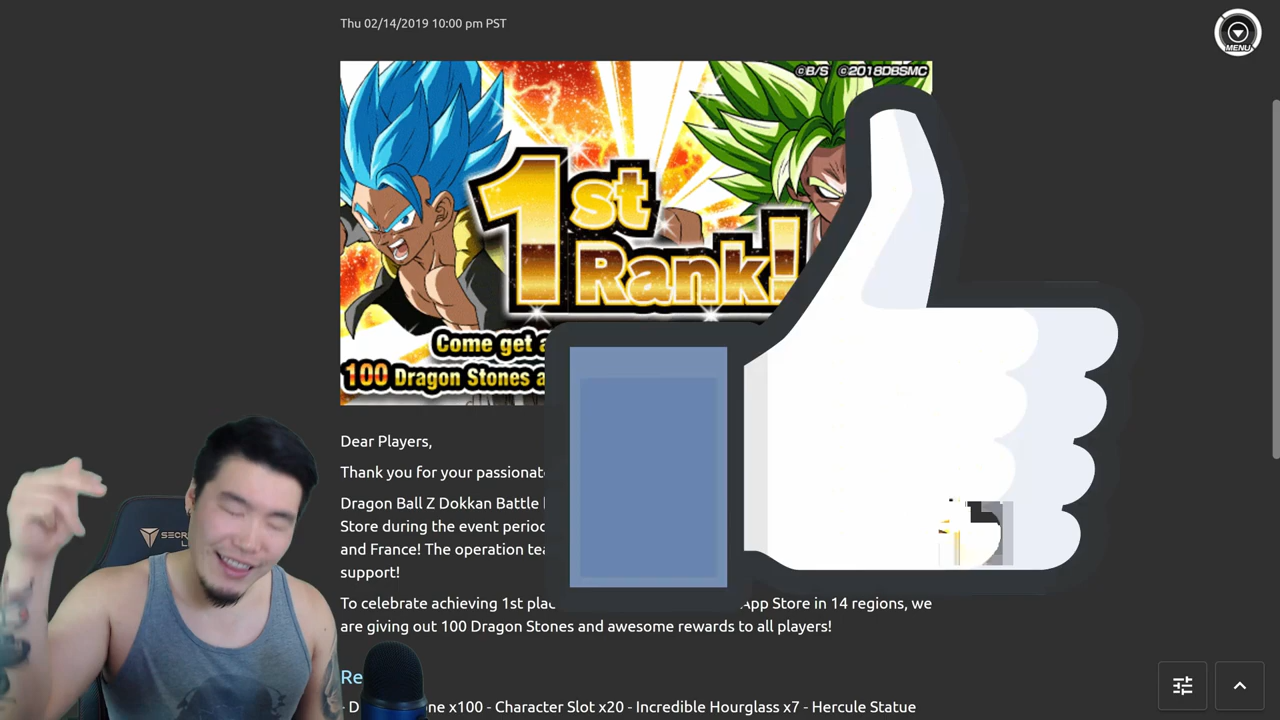 Thu 02/14/2019 10:00 pm PST
MENU
©B/S ©2018DBSMC
1st
Rank!
Come get a
100 Dragon Stones a
Dear Players,
Thank you for your passionat
Dragon Ball Z Dokkan Battle
Store during the event perio
and France! The operation te
support!
To celebrate achieving 1st pla App Store in 14 regions, we
are giving out 100 Dragon Stones and awesome rewards to all players!
SECR
Re
- D ne x100 - Character Slot x20 - Incredible Hourglass x7 - Hercule Statue